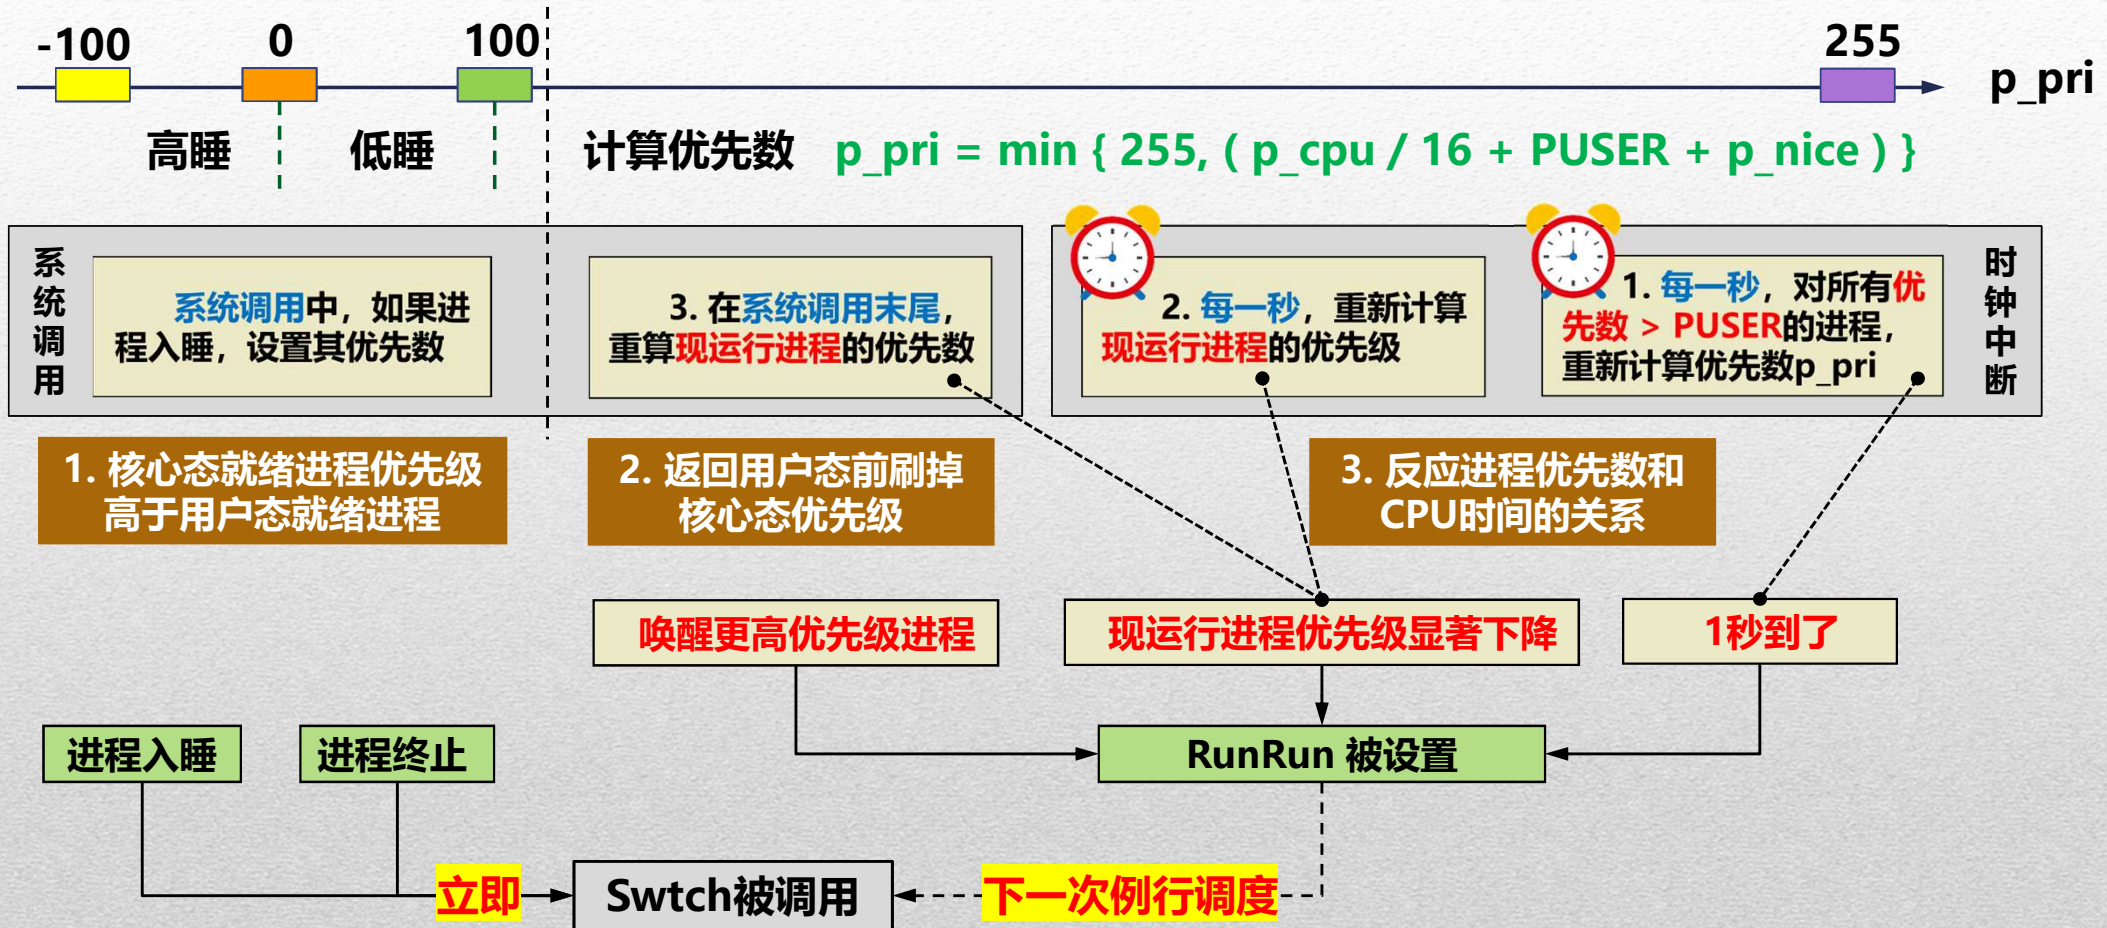 -100
0
100
255
p_pri
高睡
低睡
计算优先数
p_pri = min { 255, ( p_cpu / 16 + PUSER + p_nice ) }
系统调用
系统调用中，如果进
程入睡，设置其优先数
3. 在系统调用末尾，
重算现运行进程的优先数
2. 每一秒，重新计算
现运行进程的优先级
1. 每一秒，对所有优
先数 > PUSER的进程，
重新计算优先数p_pri
时钟中断
1. 核心态就绪进程优先级
高于用户态就绪进程
2. 返回用户态前刷掉
核心态优先级
3. 反应进程优先数和
CPU时间的关系
唤醒更高优先级进程
现运行进程优先级显著下降
1秒到了
进程入睡
进程终止
RunRun 被设置
立即
Swtch被调用
下一次例行调度